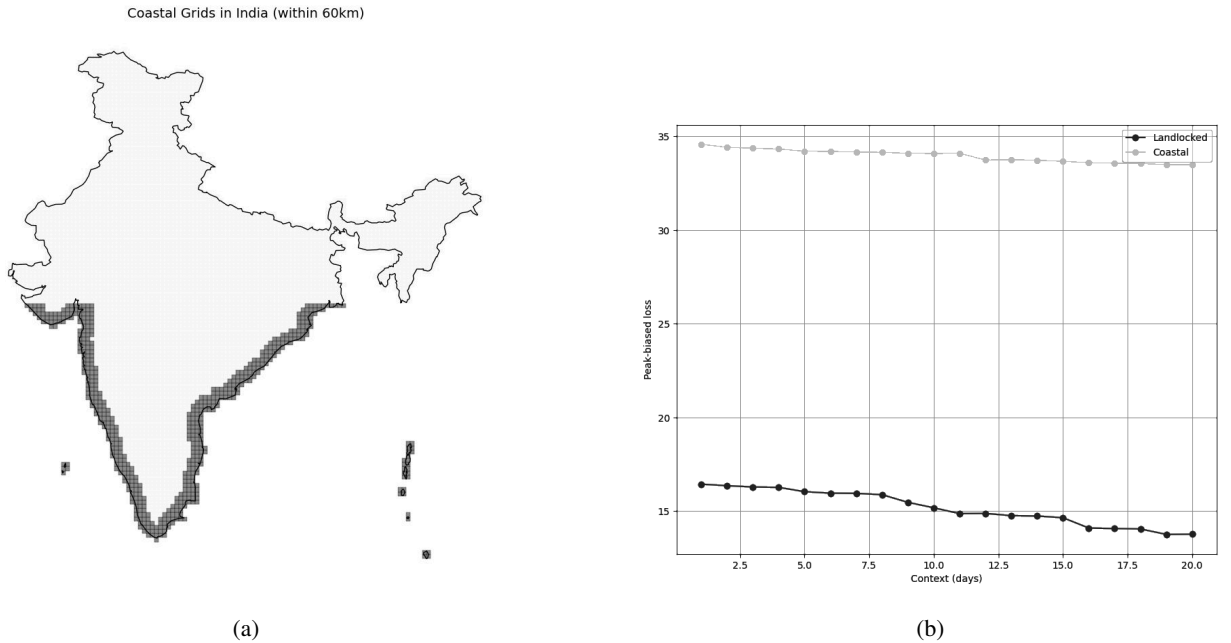 Coastal Grids in India (within 60km)
(a)
35
30
25
20
15
Peak-biased loss
Landlocked
Coastal
2.5 5.0 7.5 10.0 12.5 15.0 17.5 20.0
Context (days)
(b)